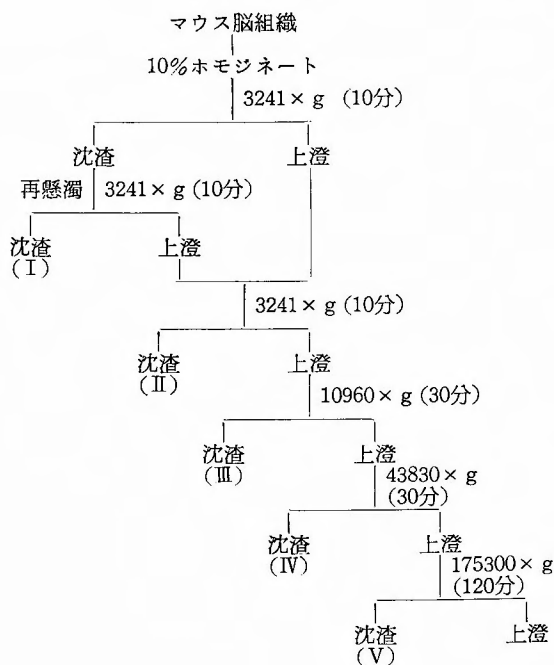 マウス脳組織
10%ホモジネート
3241×g (10分)
沈渣 上澄
再懸濁 3241×g (10分)
沈渣 上澄
(Ⅰ)
3241×g (10分)
沈渣 上澄
(Ⅱ)
10960×g (30分)
沈渣 上澄
(Ⅲ)
43830×g
(30分)
沈渣 上澄
(Ⅳ)
175300×g
(120分)
沈渣 上澄
(Ⅴ)